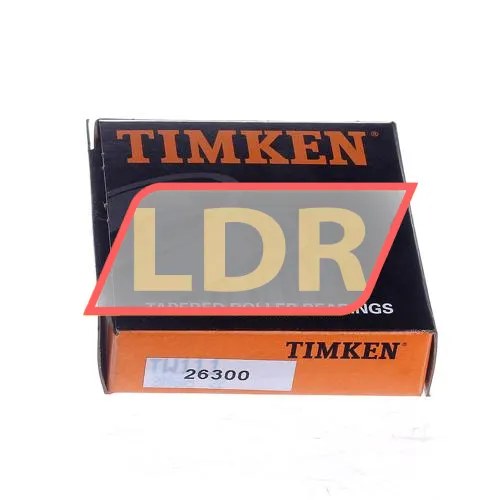 TIMKEN®
LDR
TAPERED ROLLER BEARINGS
TIMKEN
26300